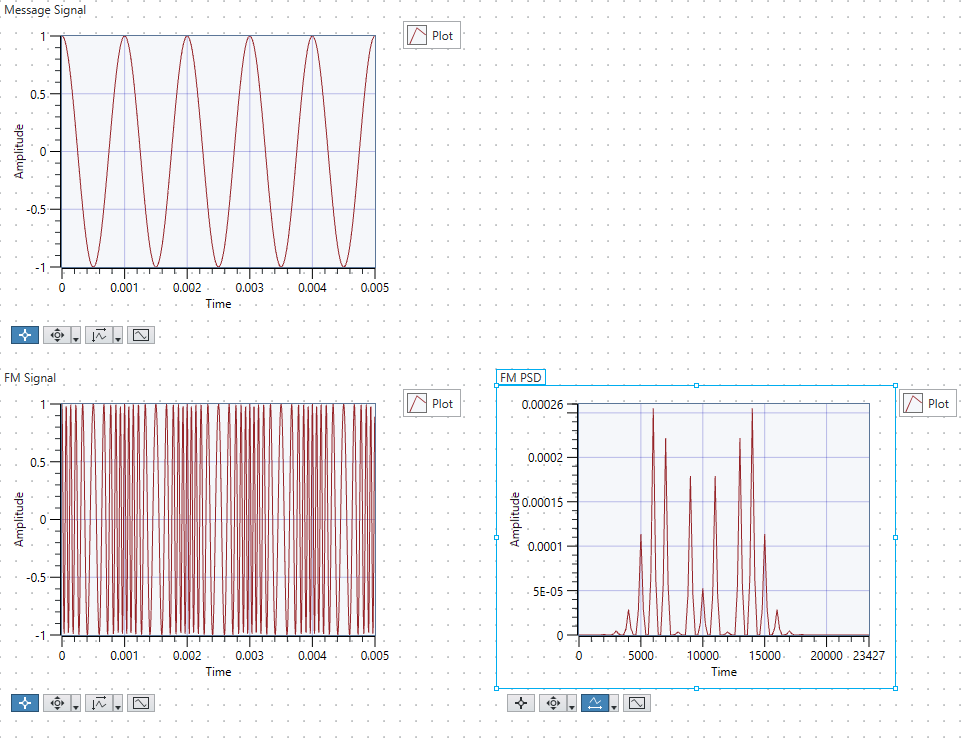 Message Signal
Plot
1
0.5
0
-0.5
-1
Amplitude
0 0.001 0.002 0.003 0.004 0.005
Time
FM Signal
Plot
1
0.5
0
-0.5
-1
Amplitude
0 0.001 0.002 0.003 0.004 0.005
Time
FM PSD
Plot
0.00026
0.0002
0.00015
0.0001
5E-05
0
Amplitude
0 5000 10000 15000 20000 23427
Time